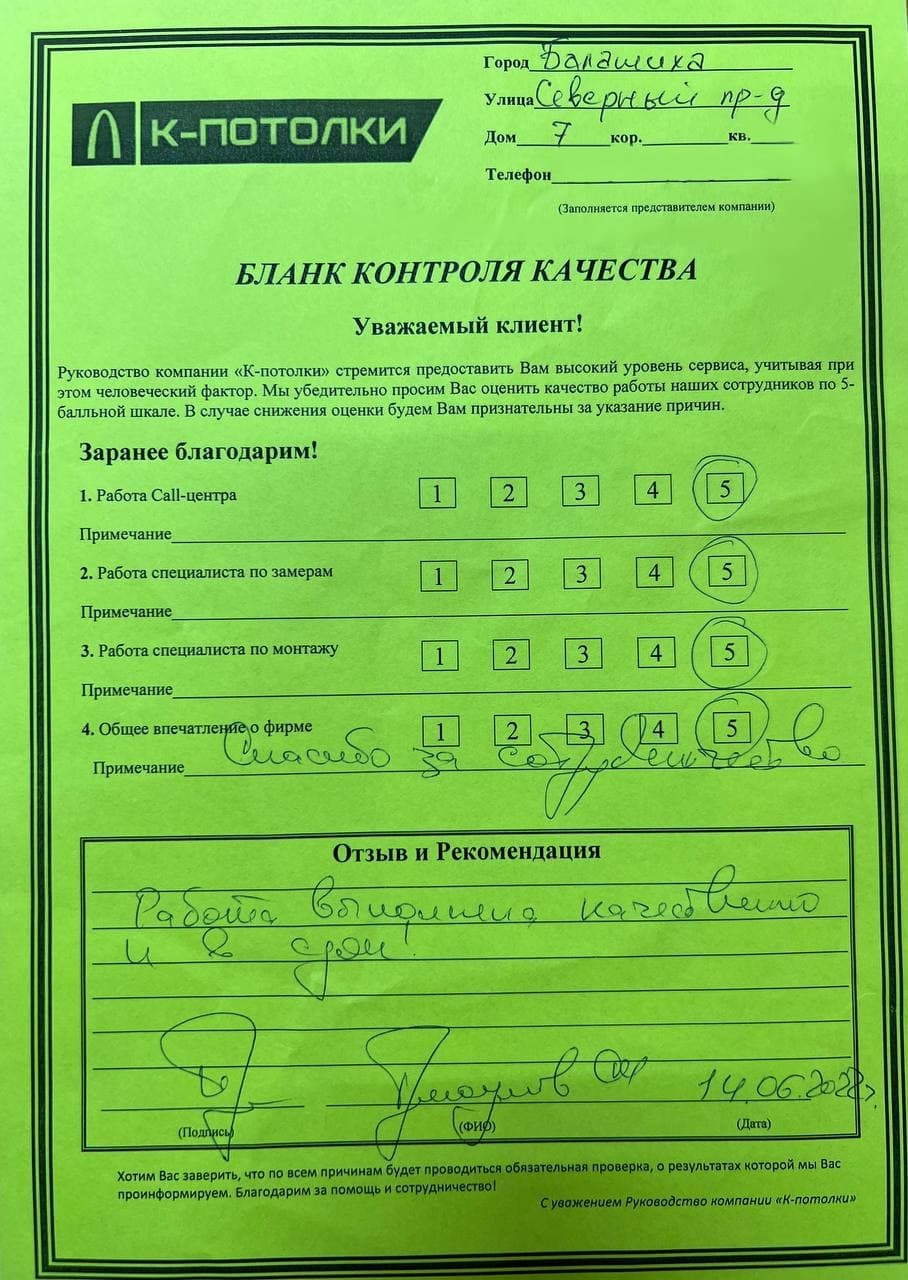 Город Балашиха
К-ПОТОЛКИ
Улица Северный пр-д
Дом 7 кор. кв.
Телефон
(Заполняется представителем компании)
БЛАНК КОНТРОЛЯ КАЧЕСТВА
Уважаемый клиент!
Руководство компании «К-потолки» стремится предоставить Вам высокий уровень сервиса, учитывая при
этом человеческий фактор. Мы убедительно просим Вас оценить качество работы наших сотрудников по 5-
балльной шкале. В случае снижения оценки будем Вам признательны за указание причин.
Заранее благодарим!
1. Работа Call-центра 1 2 3 4 5
Примечание
2. Работа специалиста по замерам 1 2 3 4 5
Примечание
3. Работа специалиста по монтажу 1 2 3 4 5
Примечание
4. Общее впечатление о фирме 1 2 3 4 5
Примечание Спасибо за сотрудничество
Отзыв и Рекомендация
Работа выполнена качественно
и в срок!
14.06.2022г.
(Подпись) (ФИО) (Дата)
Хотим Вас заверить, что по всем причинам будет проводиться обязательная проверка, о результатах которой мы Вас
проинформируем. Благодарим за помощь и сотрудничество!
С уважением Руководство компании «К-потолки»